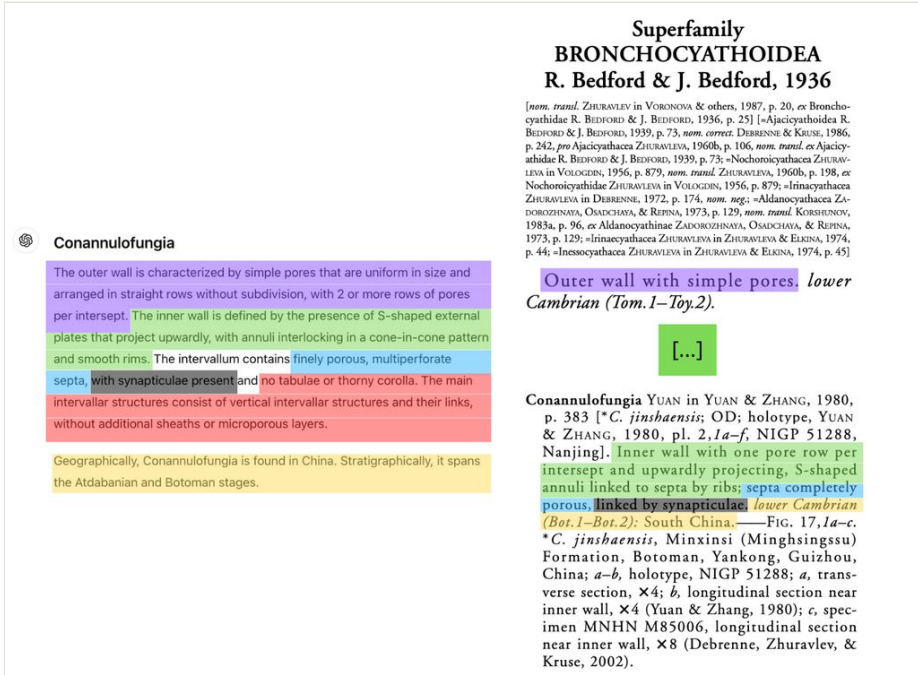 Conannulofungia
The outer wall is characterized by simple pores that are uniform in size and
arranged in straight rows without subdivision, with 2 or more rows of pores
per intersept. The inner wall is defined by the presence of S-shaped external
plates that project upwardly, with annuli interlocking in a cone-in-cone pattern
and smooth rims. The intervallum contains finely porous, multiperforate
septa, with synapticulae present and no tabulae or thorny corolla. The main
intervallar structures consist of vertical intervallar structures and their links,
without additional sheaths or microporous layers.
Geographically, Conannulofungia is found in China. Stratigraphically, it spans
the Atdabanian and Botoman stages.
Superfamily
BRONCHOCYATHOIDEA
R. Bedford & J. Bedford, 1936
[nom. transl. ZHURAVLEV in VORONOVA & others, 1987, p. 20, ex Broncho-
cyathidae R. BEDFORD & J. BEDFORD, 1936, p. 25] [=Ajacicyathoidea R.
BEDFORD & J. BEDFORD, 1939, p. 73, nom. correct. DEBRENNE & KRUSE, 1986,
p. 242, pro Ajacicyathacea ZHURAVLEVA, 1960b, p. 106, nom. transl. ex Ajacicy-
athidae R. BEDFORD & J. BEDFORD, 1939, p. 73; =Nochoroicyathacea ZHURAV-
LEVA in VOLOGDIN, 1956, p. 879, nom. transl. ZHURAVLEVA, 1960b, p. 198, ex
Nochoroicyathidae ZHURAVLEVA in VOLOGDIN, 1956, p. 879; =Irinacyathacea
ZHURAVLEVA in DEBRENNE, 1972, p. 174, nom. neg.; =Aldanocyathacea ZA-
DOROZHNAYA, OSADCHAYA, & REPINA, 1973, p. 129, nom. transl. KORSHUNOV,
1983a, p. 96, ex Aldanocyathinae ZADOROZHNAYA, OSADCHAYA, & REPINA,
1973, p. 129; =Irinaecyathacea ZHURAVLEVA in ZHURAVLEVA & ELKINA, 1974,
p. 44; =Inessocyathacea ZHURAVLEVA in ZHURAVLEVA & ELKINA, 1974, p. 45]
Outer wall with simple pores. lower
Cambrian (Tom.1–Toy.2).
[...]
Conannulofungia YUAN in YUAN & ZHANG, 1980,
p. 383 [*C. jinshaensis; OD; holotype, YUAN
& ZHANG, 1980, pl. 2,1a–f, NIGP 51288,
Nanjing]. Inner wall with one pore row per
intersept and upwardly projecting, S-shaped
annuli linked to septa by ribs; septa completely
porous, linked by synapticulae. lower Cambrian
(Bot.1–Bot.2): South China.——FIG. 17,1a–c.
*C. jinshaensis, Minxinsi (Minghsingssu)
Formation, Botoman, Yankong, Guizhou,
China; a–b, holotype, NIGP 51288; a, trans-
verse section, ×4; b, longitudinal section near
inner wall, ×4 (Yuan & Zhang, 1980); c, spec-
imen MNHN M85006, longitudinal section
near inner wall, ×8 (Debrenne, Zhuravlev, &
Kruse, 2002).